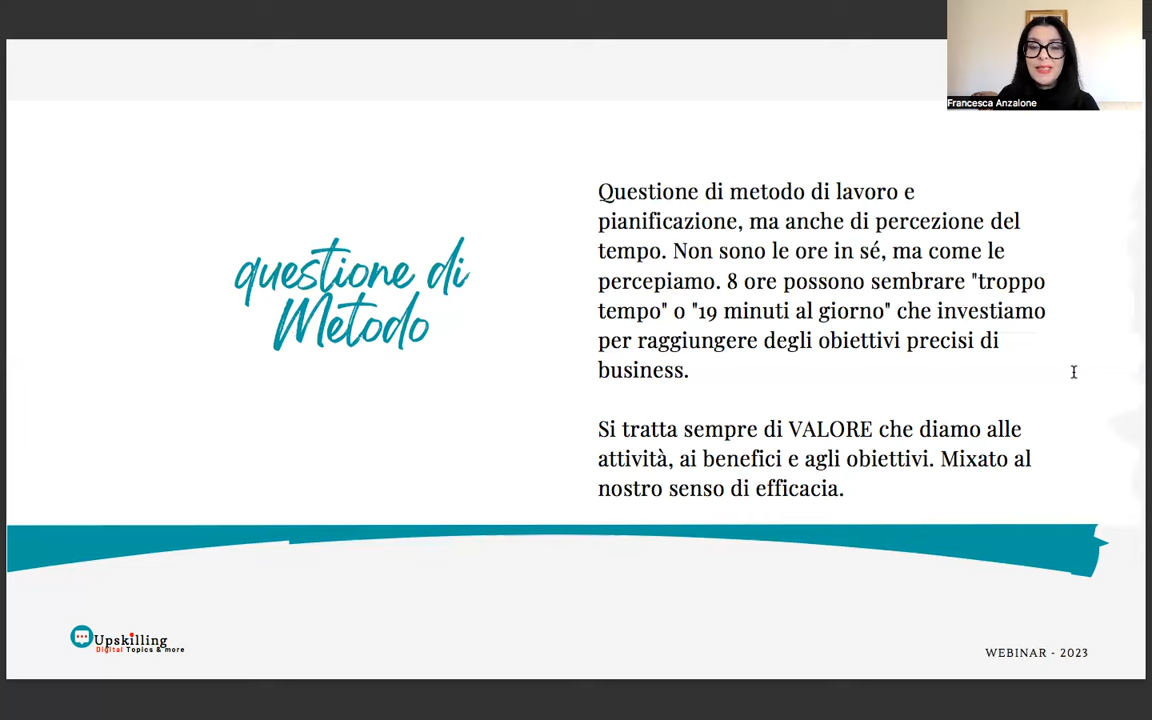 Francesca Anzalone
questione di
Metodo
Questione di metodo di lavoro e
pianificazione, ma anche di percezione del
tempo. Non sono le ore in sé, ma come le
percepiamo. 8 ore possono sembrare "troppo
tempo" o "19 minuti al giorno" che investiamo
per raggiungere degli obiettivi precisi di
business.
Si tratta sempre di VALORE che diamo alle
attività, ai benefici e agli obiettivi. Mixato al
nostro senso di efficacia.
Upskilling
Digital Topics & more
WEBINAR - 2023